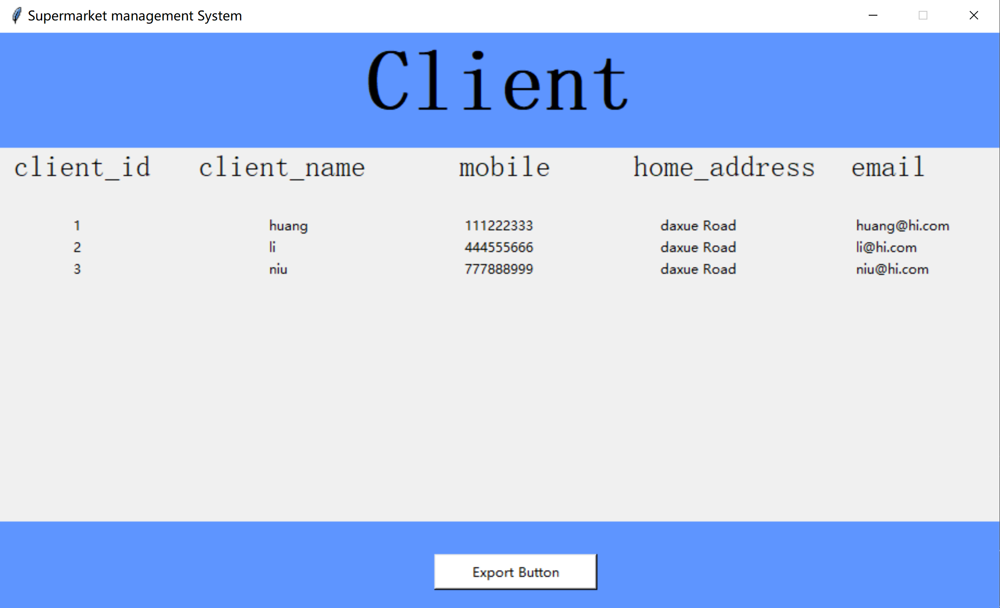 Supermarket management System
Client
client_id client_name mobile home_address email
1 huang 111222333 daxue Road huang@hi.com
2 li 444555666 daxue Road li@hi.com
3 niu 777888999 daxue Road niu@hi.com
Export Button